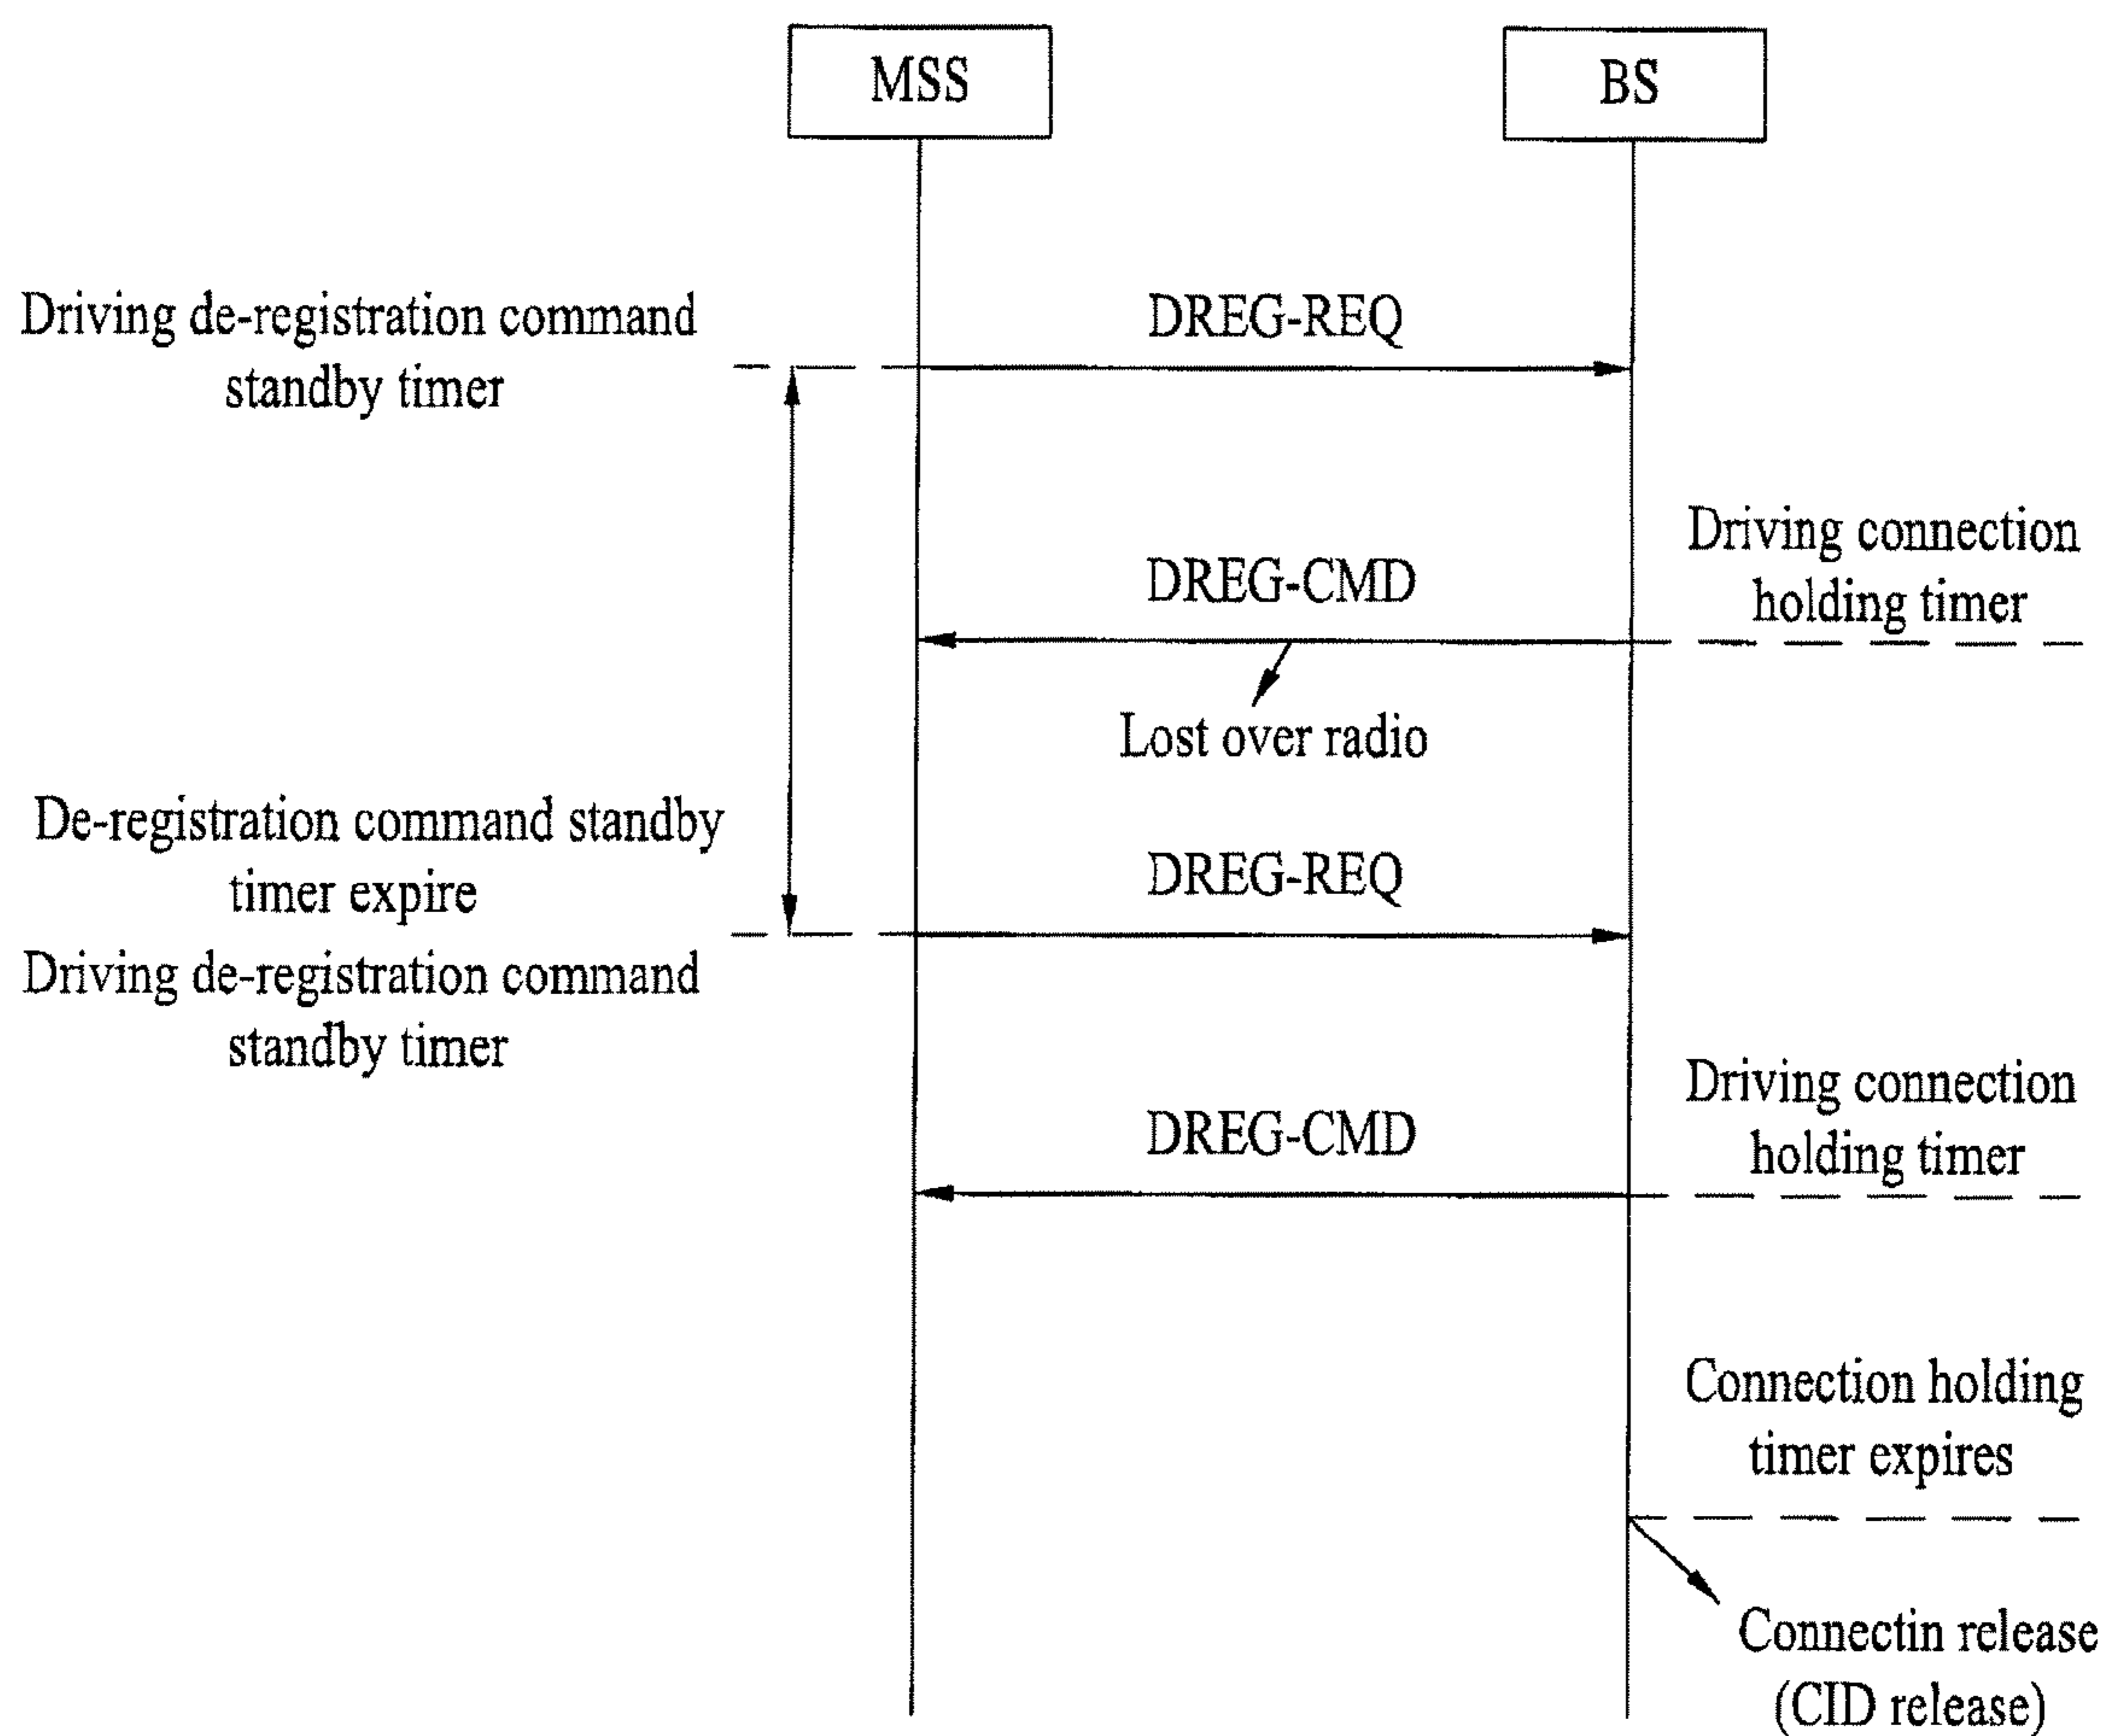 MSS
BS
Driving de-registration command
standby timer
DREG-REQ
Driving connection
holding timer
DREG-CMD
Lost over radio
De-registration command standby
timer expire
DREG-REQ
Driving de-registration command
standby timer
Driving connection
holding timer
DREG-CMD
Connection holding
timer expires
Connectin release
(CID release)